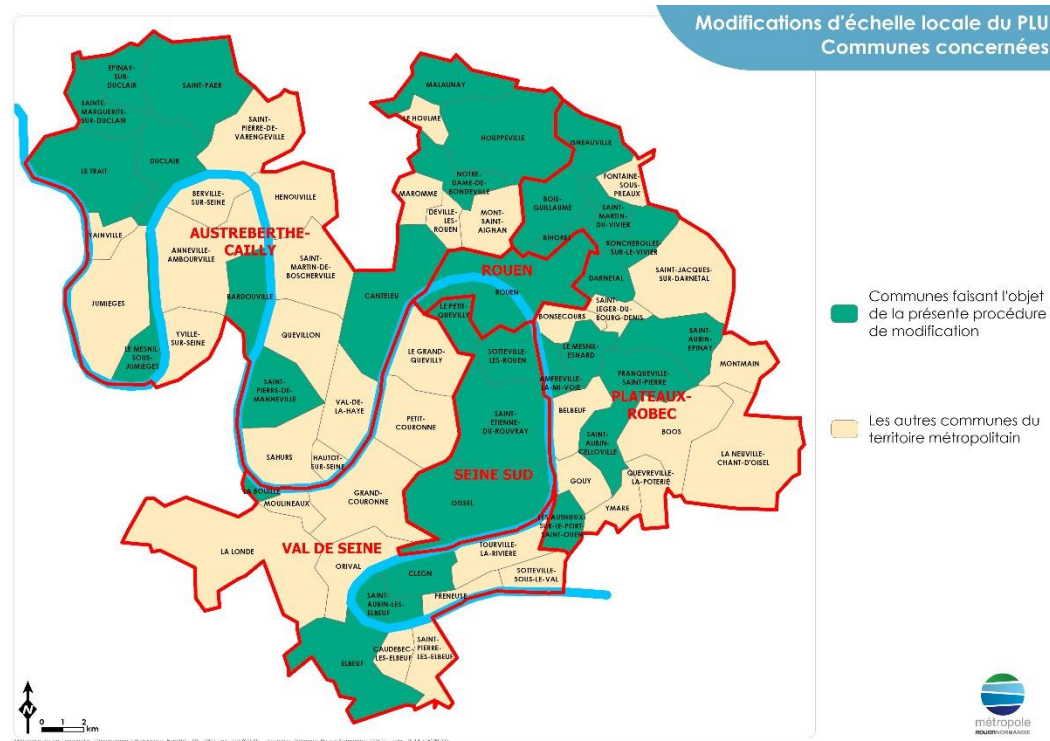 Modifications d'échelle locale du PLU
Communes concernées
EPINAY-
SUR-
DUCLAIR
SAINT-PAER
SAINTE-
MARGUERITE-
SUR-DUCLAIR
SAINT-
PIERRE-DE-
VARENGEVILLE
LE TRAIT
DUCLAIR
BERVILLE-
SUR-SEINE
HENOUVILLE
YAINVILLE
AUSTREBERTHE-
CAILLY
ANNEVILLE-
AMBOURVILLE
SAINT-
MARTIN-DE-
BOSCHERVILLE
BARDOUVILLE
JUMIEGES
YVILLE-
SUR-SEINE
QUEVILLON
LE MESNIL-
SOUS-
JUMIEGES
SAINT-
PIERRE-DE-
MANNEVILLE
VAL-DE-
LA-HAYE
SAHURS
HAUTOT-
SUR-SEINE
MALAUNAY
LE HOULME
HOUPPEVILLE
ISNEAUVILLE
NOTRE-
DAME-DE-
BONDEVILLE
FONTAINE-
SOUS-
PREAUX
MAROMME
DEVILLE-
LES-
ROUEN
MONT-
SAINT-
AIGNAN
BOIS-
GUILLAUME
SAINT-
MARTIN-
DU-VIVIER
BIHOREL
RONCHEROLLES-
SUR-LE-VIVIER
ROUEN
ROUEN
CANTELEU
DARNETAL
SAINT-JACQUES-
SUR-DARNETAL
LE PETIT-
QUEVILLY
BONSECOURS
SAINT-
LEGER-DU-
BOURG-DENIS
LE GRAND-
QUEVILLY
SOTTEVILLE-
LES-ROUEN
LE MESNIL-
ESNARD
SAINT-
AUBIN-
EPINAY
AMFREVILLE-
LA-MI-VOIE
FRANQUEVILLE-
SAINT-PIERRE
MONTMAIN
PLATEAUX-
ROBEC
BELBEUF
BOOS
PETIT-
COURONNE
SAINT-
ETIENNE-
DU-ROUVRAY
SAINT-
AUBIN-
CELLOVILLE
LA NEUVILLE-
CHANT-D'OISEL
SEINE SUD
GOUY
QUEVREVILLE-
LA-POTERIE
YMARE
LA BOUILLE
MOULINEAUX
GRAND-
COURONNE
OISSEL
LES AUTHIEUX-
SUR-LE-PORT-
SAINT-OUEN
LA LONDE
VAL DE SEINE
ORIVAL
TOURVILLE-
LA-RIVIERE
CLEON
SOTTEVILLE-
SOUS-LE-VAL
SAINT-
AUBIN-LES-
ELBEUF
FRENEUSE
ELBEUF
CAUDEBEC-
LES-ELBEUF
SAINT-
PIERRE-
LES-ELBEUF
Communes faisant l'objet
de la présente procédure
de modification
Les autres communes du
territoire métropolitain
N
0 1 2
km
métropole
ROUENNORMANDIE